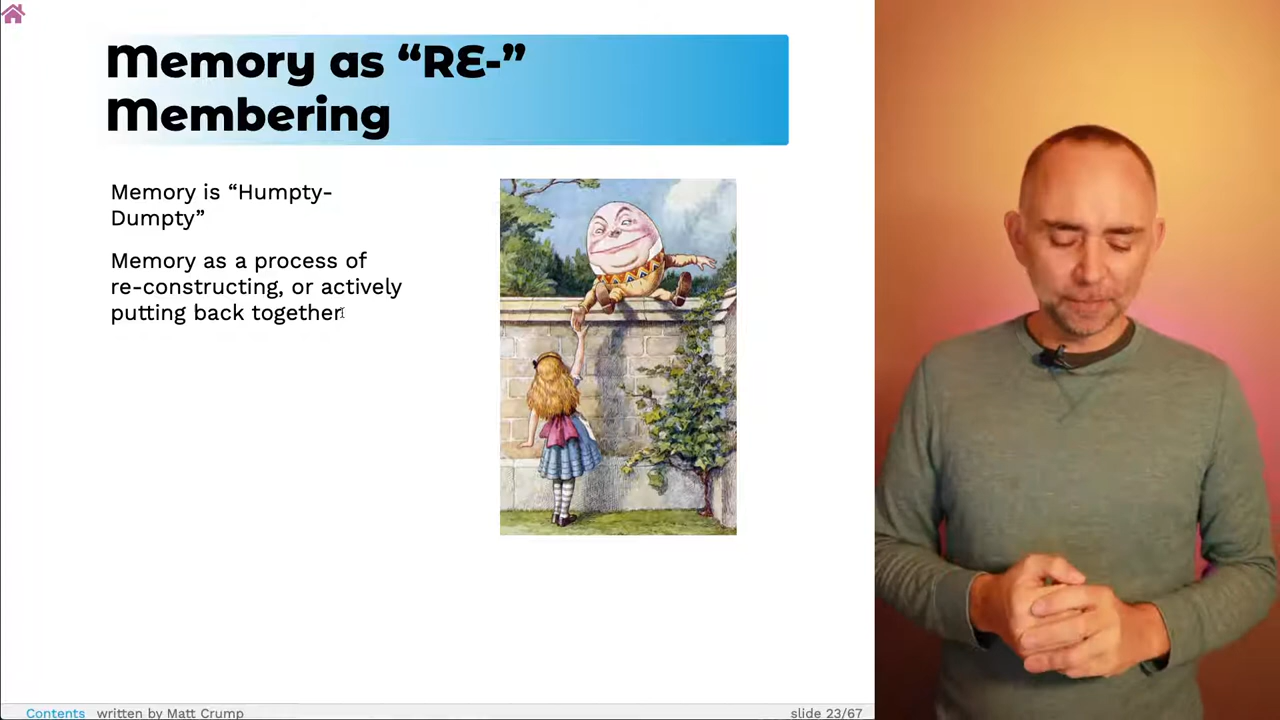 Memory as “RE-”
Membering
Memory is “Humpty-
Dumpty”
Memory as a process of
re-constructing, or actively
putting back together
Contents written by Matt Crump
slide 23/67